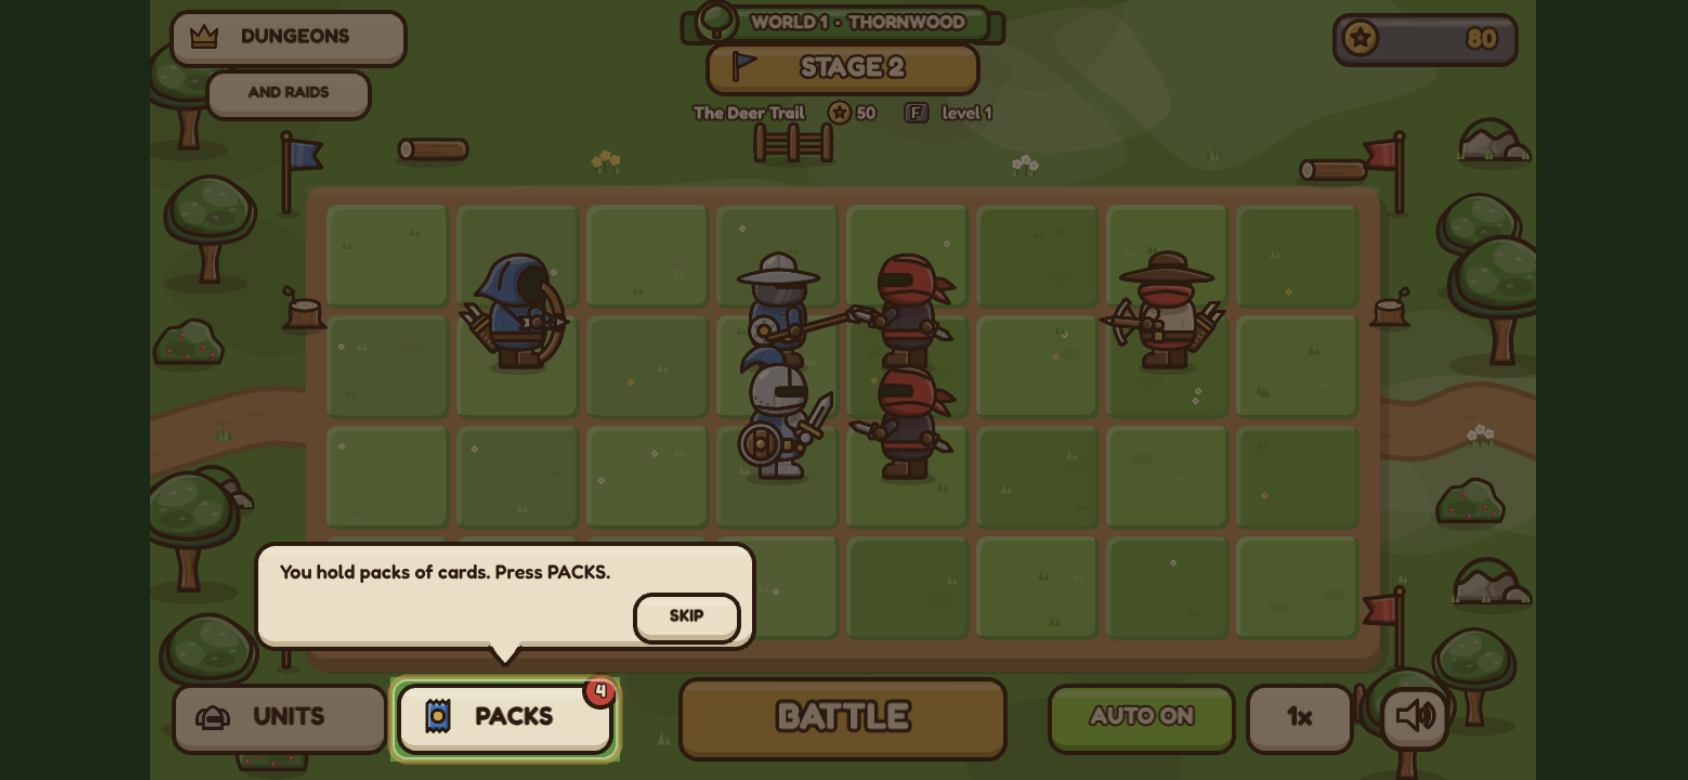 DUNGEONS
AND RAIDS
WORLD 1 • THORNWOOD
STAGE 2
The Deer Trail 50 F level 1
80
You hold packs of cards. Press PACKS.
SKIP
UNITS
PACKS
4
BATTLE
AUTO ON
1x